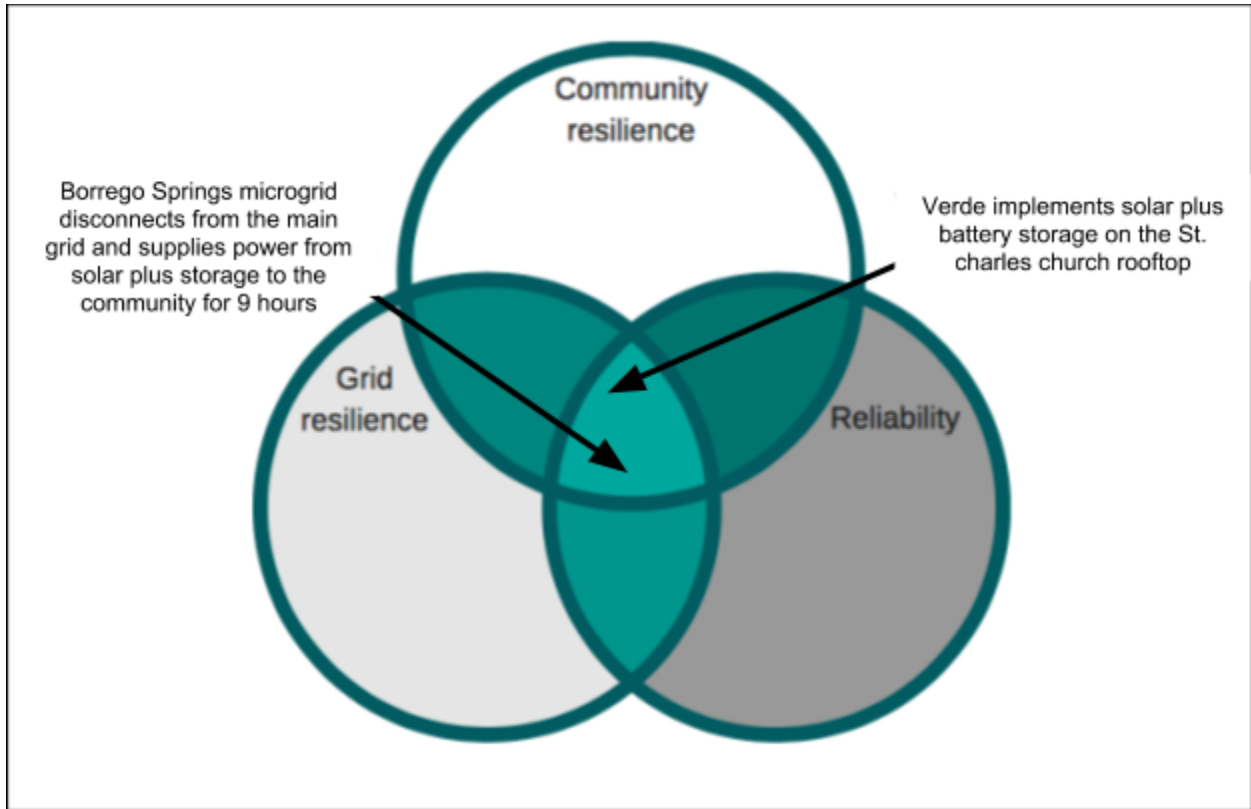 Community
resilience
Borrego Springs microgrid
disconnects from the main
grid and supplies power from
solar plus storage to the
community for 9 hours
Verde implements solar plus
battery storage on the St.
charles church rooftop
Grid
resilience
Reliability